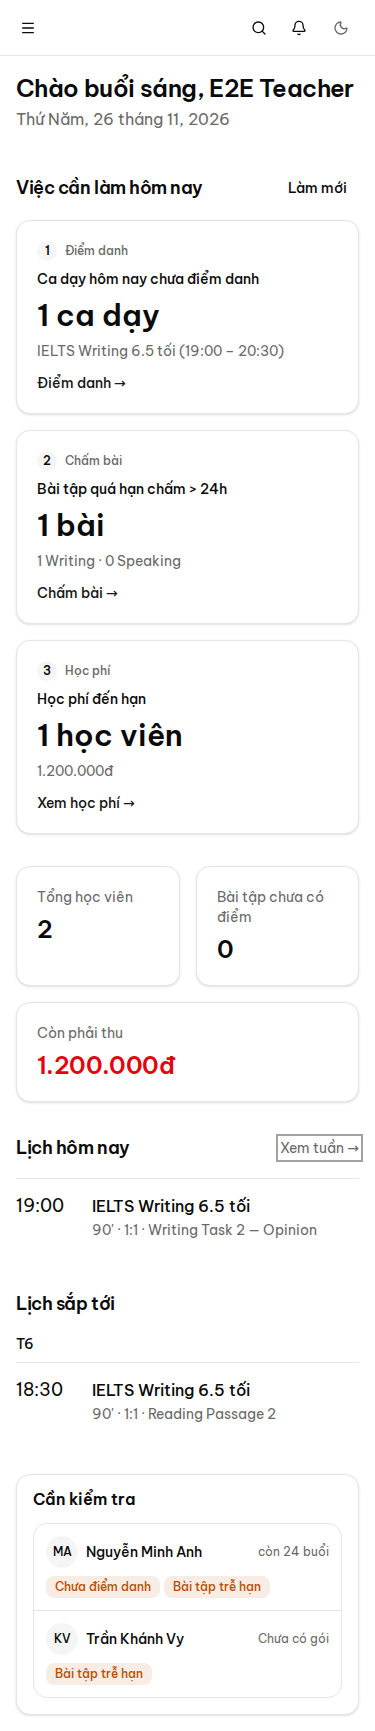 Chào buổi sáng, E2E Teacher
Thứ Năm, 26 tháng 11, 2026
Việc cần làm hôm nay
Làm mới
1 Điểm danh
Ca dạy hôm nay chưa điểm danh
1 ca dạy
IELTS Writing 6.5 tối (19:00 – 20:30)
Điểm danh →
2 Chấm bài
Bài tập quá hạn chấm > 24h
1 bài
1 Writing · 0 Speaking
Chấm bài →
3 Học phí
Học phí đến hạn
1 học viên
1.200.000đ
Xem học phí →
Tổng học viên
2
Bài tập chưa có
điểm
0
Còn phải thu
1.200.000đ
Lịch hôm nay
Xem tuần →
19:00
IELTS Writing 6.5 tối
90' · 1:1 · Writing Task 2 — Opinion
Lịch sắp tới
T6
18:30
IELTS Writing 6.5 tối
90' · 1:1 · Reading Passage 2
Cần kiểm tra
MA Nguyễn Minh Anh
còn 24 buổi
Chưa điểm danh
Bài tập trễ hạn
KV Trần Khánh Vy
Chưa có gói
Bài tập trễ hạn